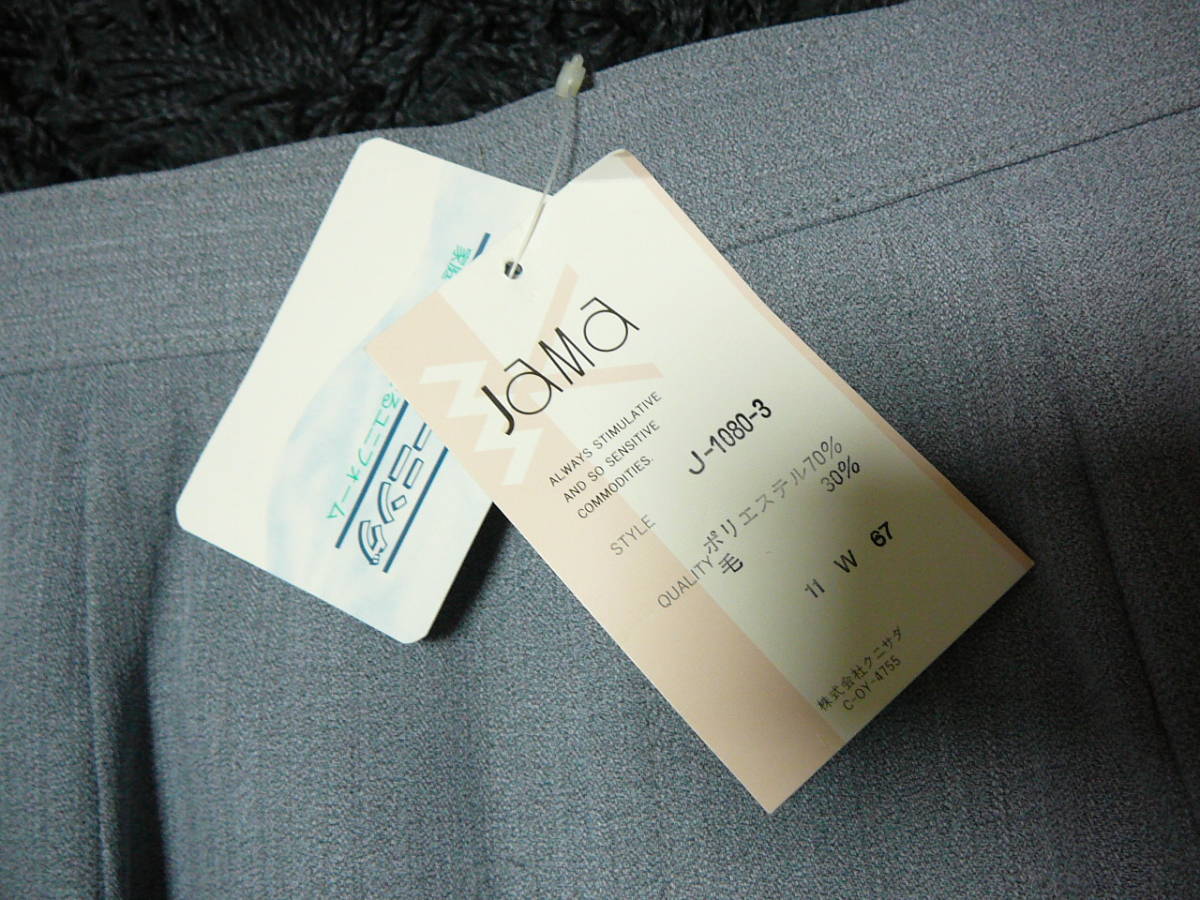 JāMā
ALWAYS STIMULATIVE
AND SO SENSITIVE
COMMODITIES.
STYLE J-1080-3
QUALITY ポリエステル70%
毛 30%
11 W 67
株式会社クニサダ
C-OY-4755